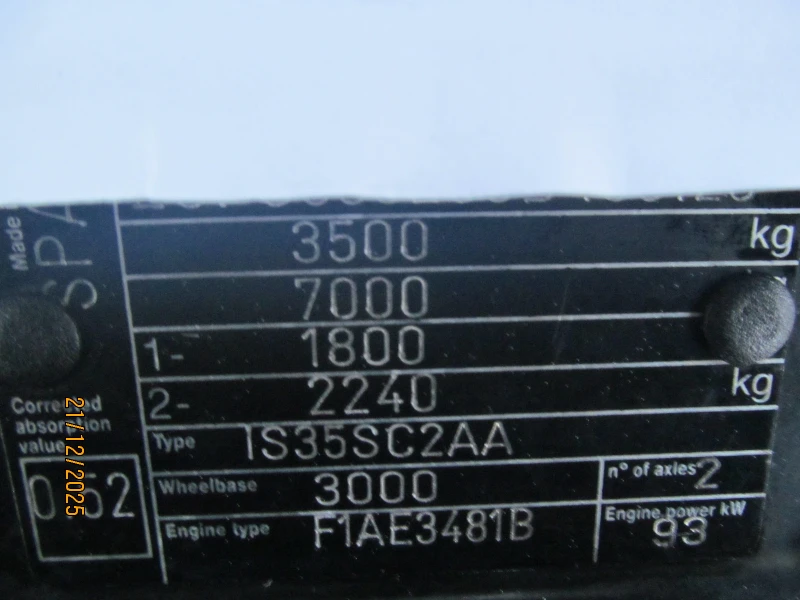 Made
SPA
3500 kg
7000
1- 1800
2- 2240 kg
Corrected
absorption
value
0.52
Type IS35SC2AA
Wheelbase 3000
n° of axles 2
Engine type F1AE3481B
Engine power kW
93
21/12/2025